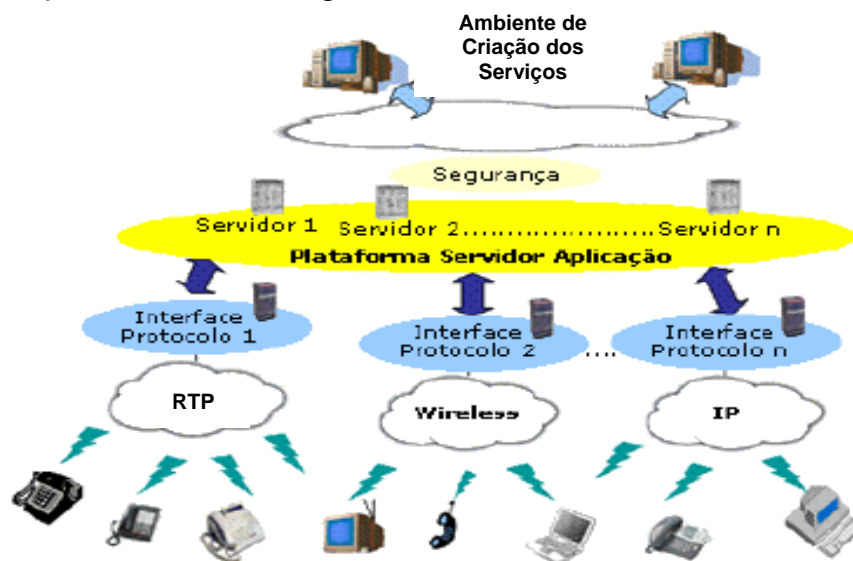 Ambiente de
Criação dos
Serviços
Segurança
Servidor 1 Servidor 2...................... Servidor n
Plataforma Servidor Aplicação
Interface
Protocolo 1
Interface
Protocolo 2
....
Interface
Protocolo n
RTP
Wireless
IP